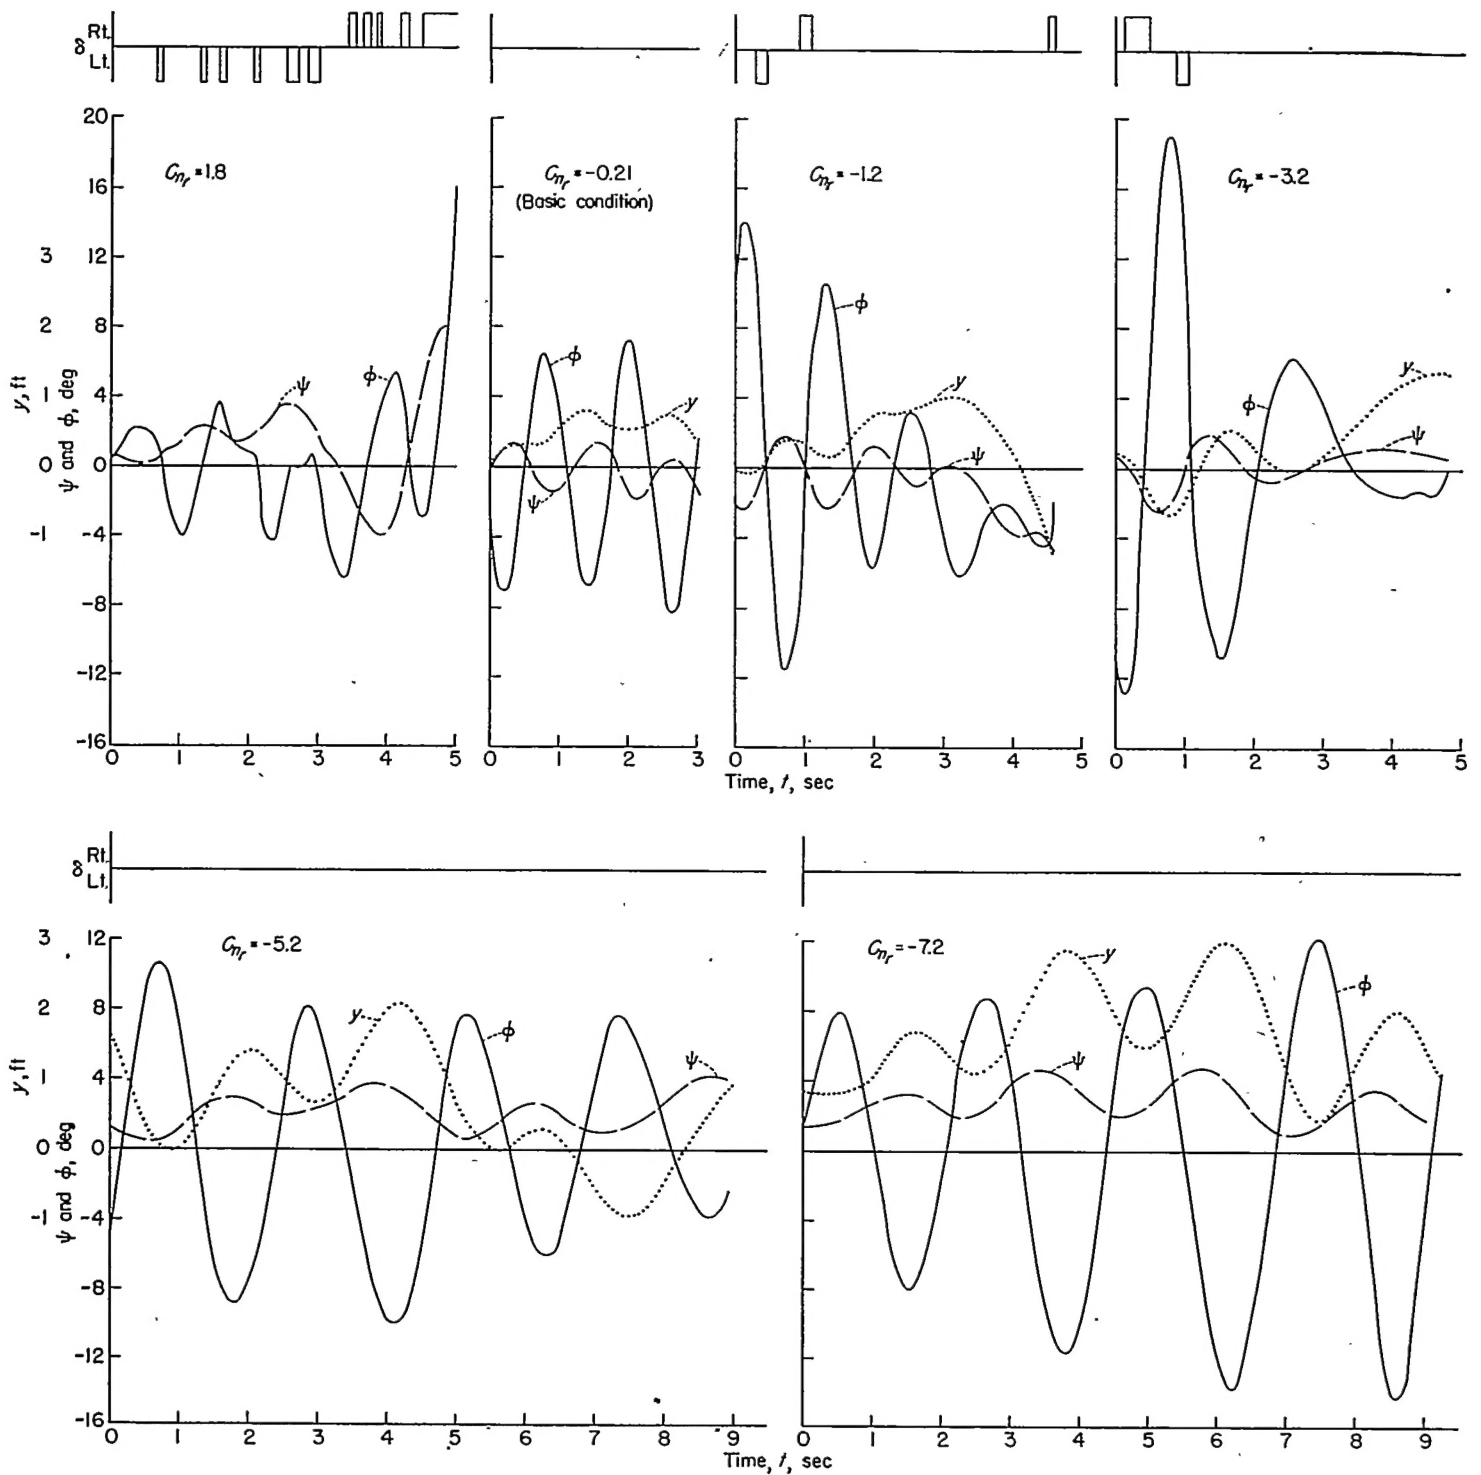 Rt.
δ
Lt.
C_{n_r} = 1.8
C_{n_r} = -0.21
(Basic condition)
C_{n_r} = -1.2
C_{n_r} = -3.2
20
16
3 12
2 8
1 4
0 0
-1 -4
-8
-12
-16
y, ft
ψ and ϕ, deg
ψ
ϕ
ϕ
y
ψ
ϕ
y
ψ
y
ϕ
ψ
0 1 2 3 4 5
0 1 2 3
0 1 2 3 4 5
0 1 2 3 4 5
Time, t, sec
Rt.
δ
Lt.
C_{n_r} = -5.2
C_{n_r} = -7.2
3 12
2 8
1 4
0 0
-1 -4
-8
-12
-16
y, ft
ψ and ϕ, deg
y
ϕ
ψ
y
ψ
ϕ
0 1 2 3 4 5 6 7 8 9
0 1 2 3 4 5 6 7 8 9
Time, t, sec